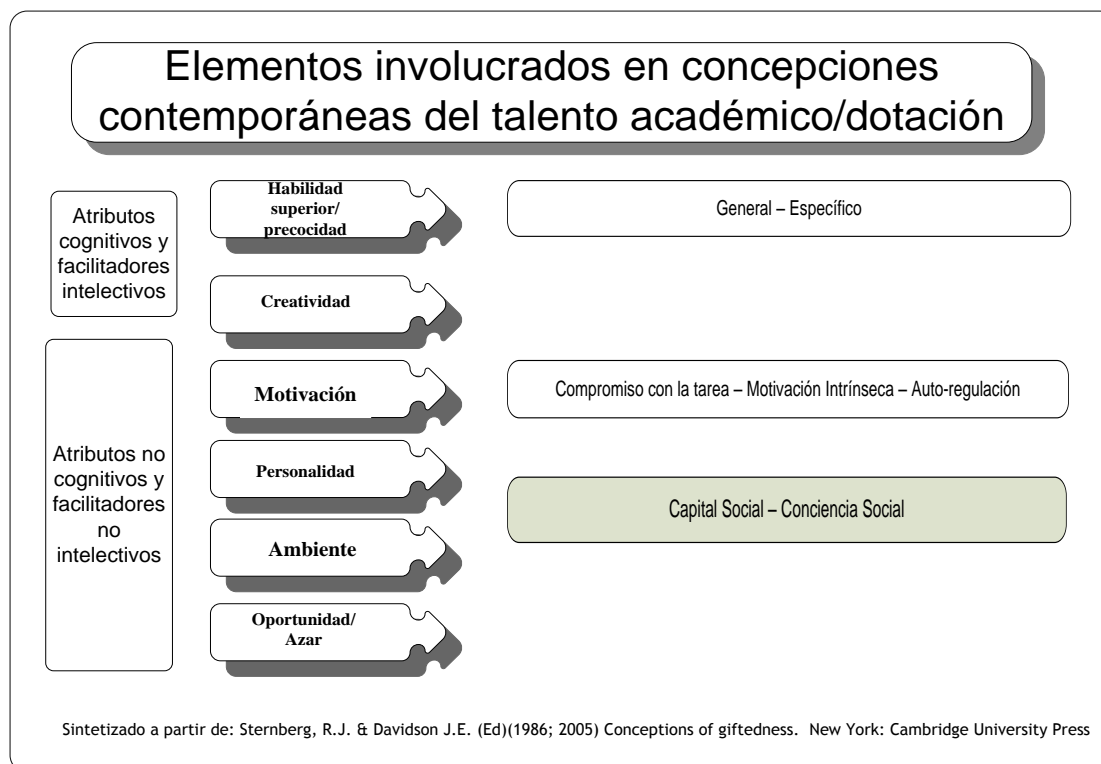 Elementos involucrados en concepciones
contemporáneas del talento académico/dotación
Atributos
cognitivos y
facilitadores
intelectivos
Habilidad
superior/
precocidad
General – Específico
Creatividad
Atributos no
cognitivos y
facilitadores
no
intelectivos
Motivación
Compromiso con la tarea – Motivación Intrínseca – Auto-regulación
Personalidad
Capital Social – Conciencia Social
Ambiente
Oportunidad/
Azar
Sintetizado a partir de: Sternberg, R.J. & Davidson J.E. (Ed)(1986; 2005) Conceptions of giftedness. New York: Cambridge University Press